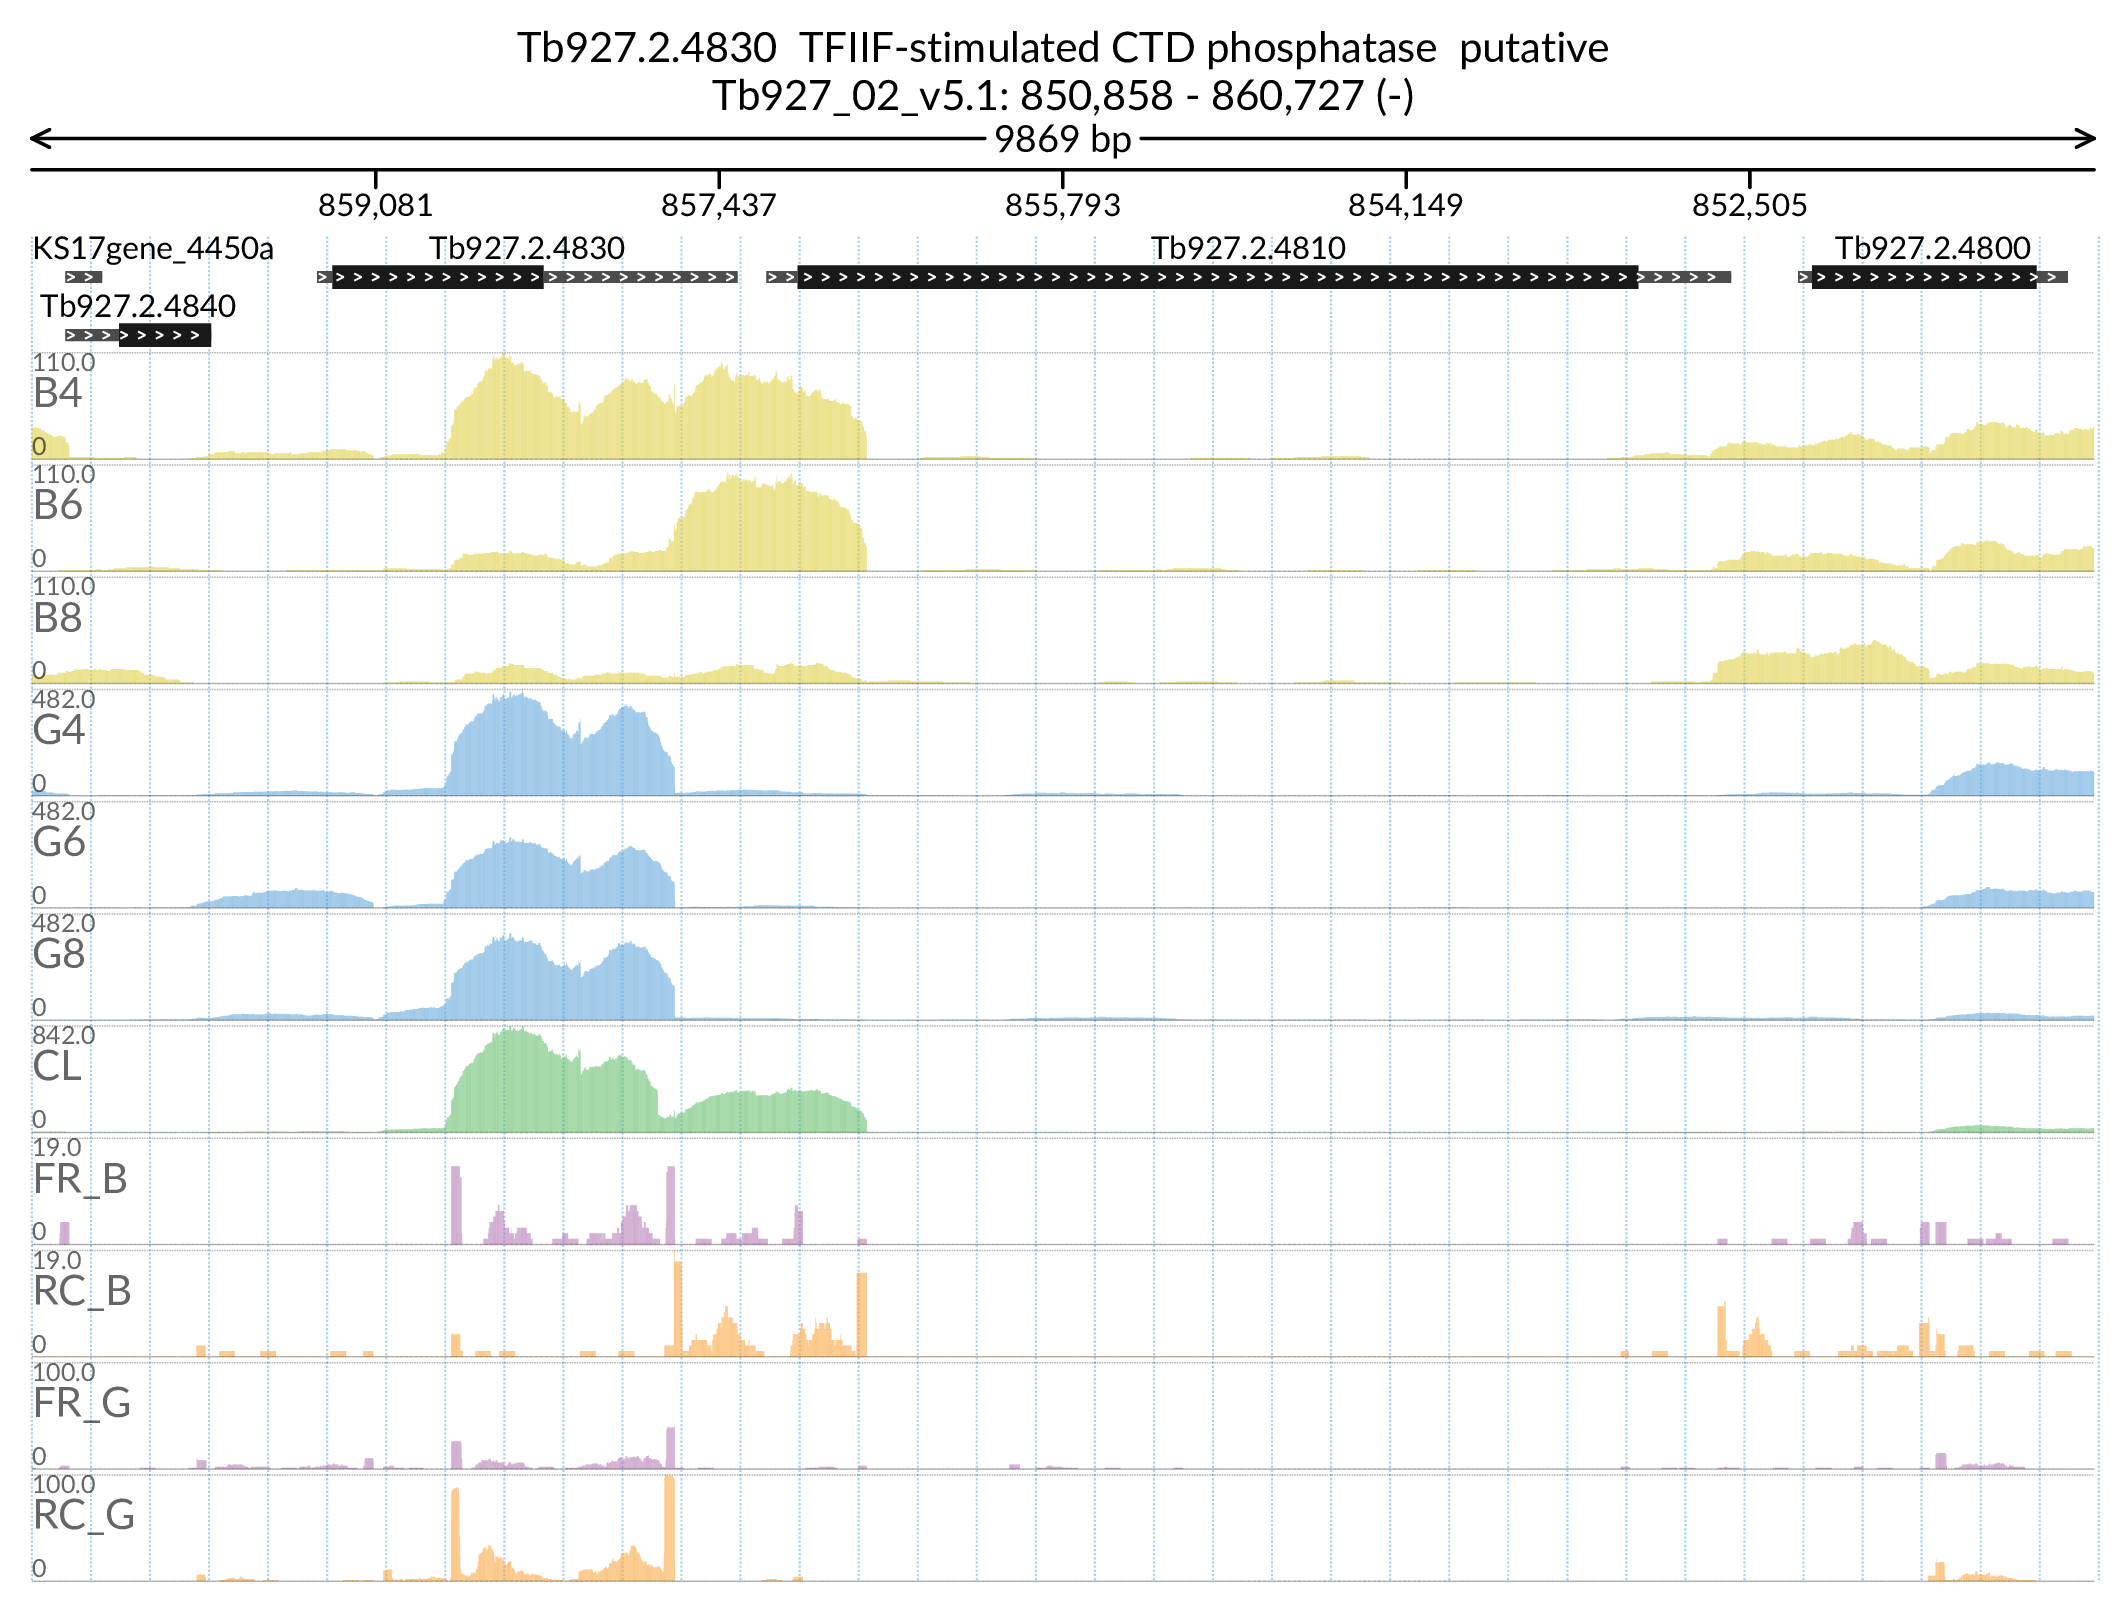 Tb927.2.4830  TFIIF-stimulated CTD phosphatase  putative
Tb927_02_v5.1: 850,858 - 860,727 (-)
9869 bp
859,081 857,437 855,793 854,149 852,505
KS17gene_4450a Tb927.2.4830 Tb927.2.4810 Tb927.2.4800
Tb927.2.4840
110.0
B4
0
110.0
B6
0
110.0
B8
0
482.0
G4
0
482.0
G6
0
482.0
G8
0
842.0
CL
0
19.0
FR_B
0
19.0
RC_B
0
100.0
FR_G
0
100.0
RC_G
0